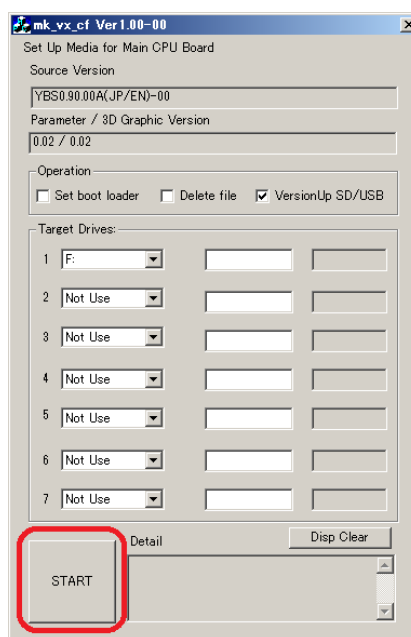 mk_vx_cf Ver1.00-00
Set Up Media for Main CPU Board
Source Version
YBS0.90.00A(JP/EN)-00
Parameter / 3D Graphic Version
0.02 / 0.02
Operation
Set boot loader Delete file VersionUp SD/USB
Target Drives:
1 F:
2 Not Use
3 Not Use
4 Not Use
5 Not Use
6 Not Use
7 Not Use
Detail Disp Clear
START